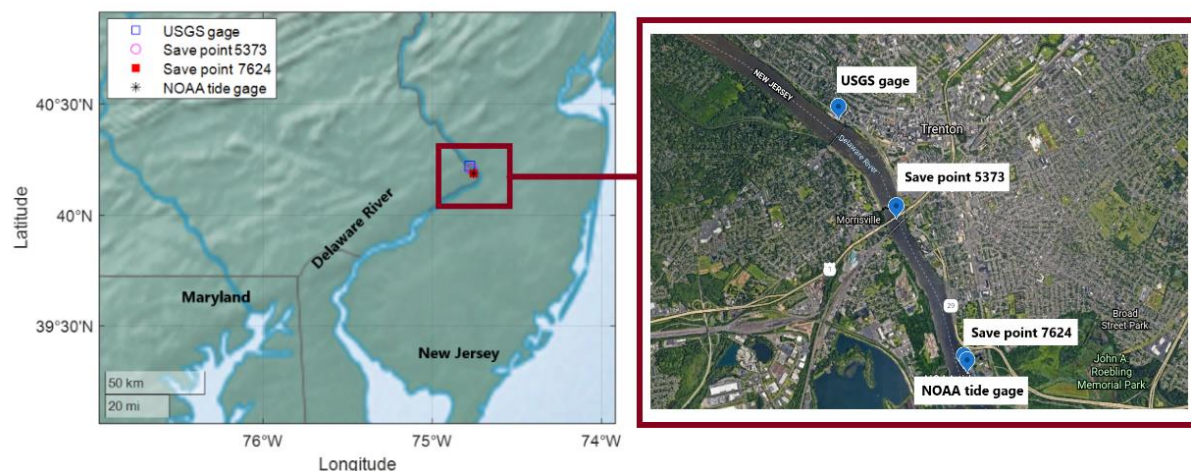 USGS gage
Save point 5373
Save point 7624
NOAA tide gage
40°30'N
40°N
39°30'N
Latitude
Delaware River
Maryland
New Jersey
50 km
20 mi
76°W
75°W
74°W
Longitude
NEW JERSEY
USGS gage
Trenton
Delaware River
Save point 5373
Morrisville
1
29
Broad
Street Park
Save point 7624
John A.
Roebling
Memorial Park
NOAA tide gage